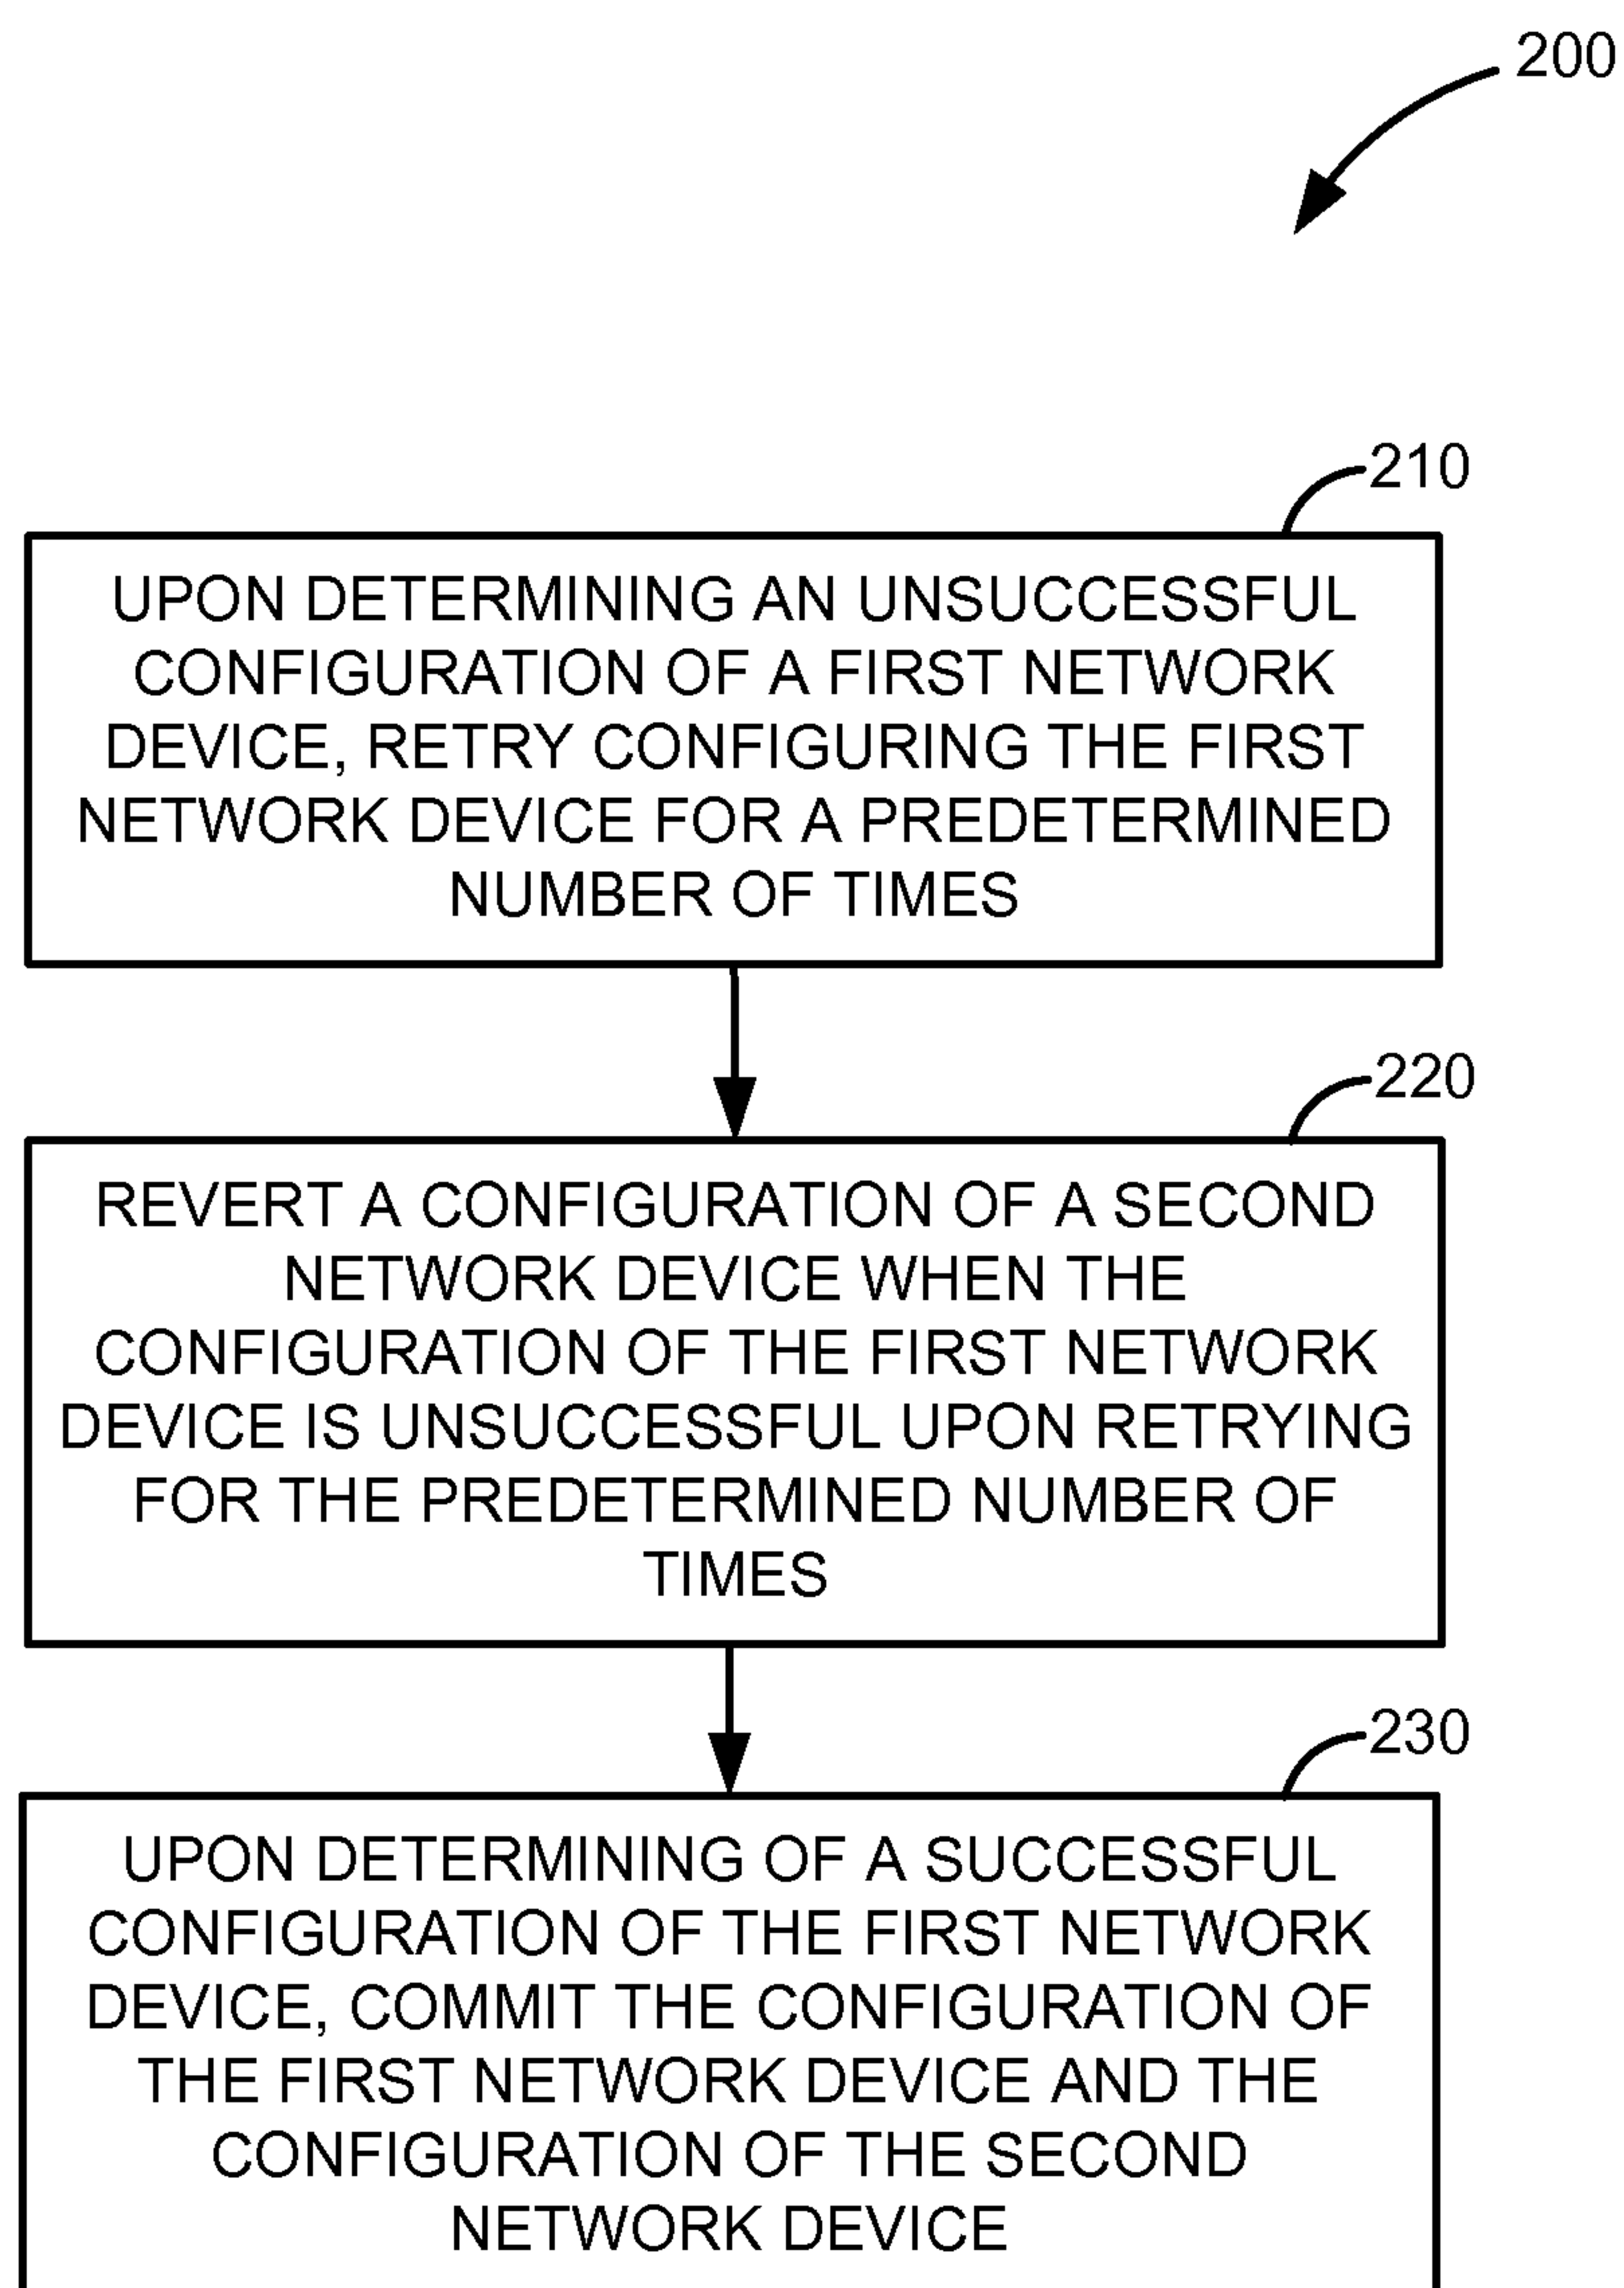 200
210
UPON DETERMINING AN UNSUCCESSFUL
CONFIGURATION OF A FIRST NETWORK
DEVICE, RETRY CONFIGURING THE FIRST
NETWORK DEVICE FOR A PREDETERMINED
NUMBER OF TIMES
220
REVERT A CONFIGURATION OF A SECOND
NETWORK DEVICE WHEN THE
CONFIGURATION OF THE FIRST NETWORK
DEVICE IS UNSUCCESSFUL UPON RETRYING
FOR THE PREDETERMINED NUMBER OF
TIMES
230
UPON DETERMINING OF A SUCCESSFUL
CONFIGURATION OF THE FIRST NETWORK
DEVICE, COMMIT THE CONFIGURATION OF
THE FIRST NETWORK DEVICE AND THE
CONFIGURATION OF THE SECOND
NETWORK DEVICE